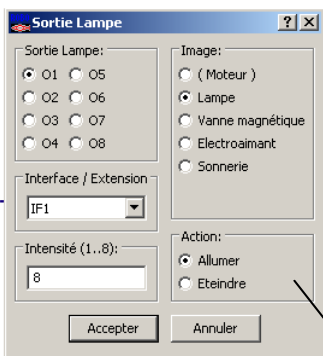 Sortie Lampe
Sortie Lampe:
O1 O5
O2 O6
O3 O7
O4 O8
Interface / Extension
IF1
Intensité (1..8):
8
Image:
( Moteur )
Lampe
Vanne magnétique
Electroaimant
Sonnerie
Action:
Allumer
Eteindre
Accepter
Annuler